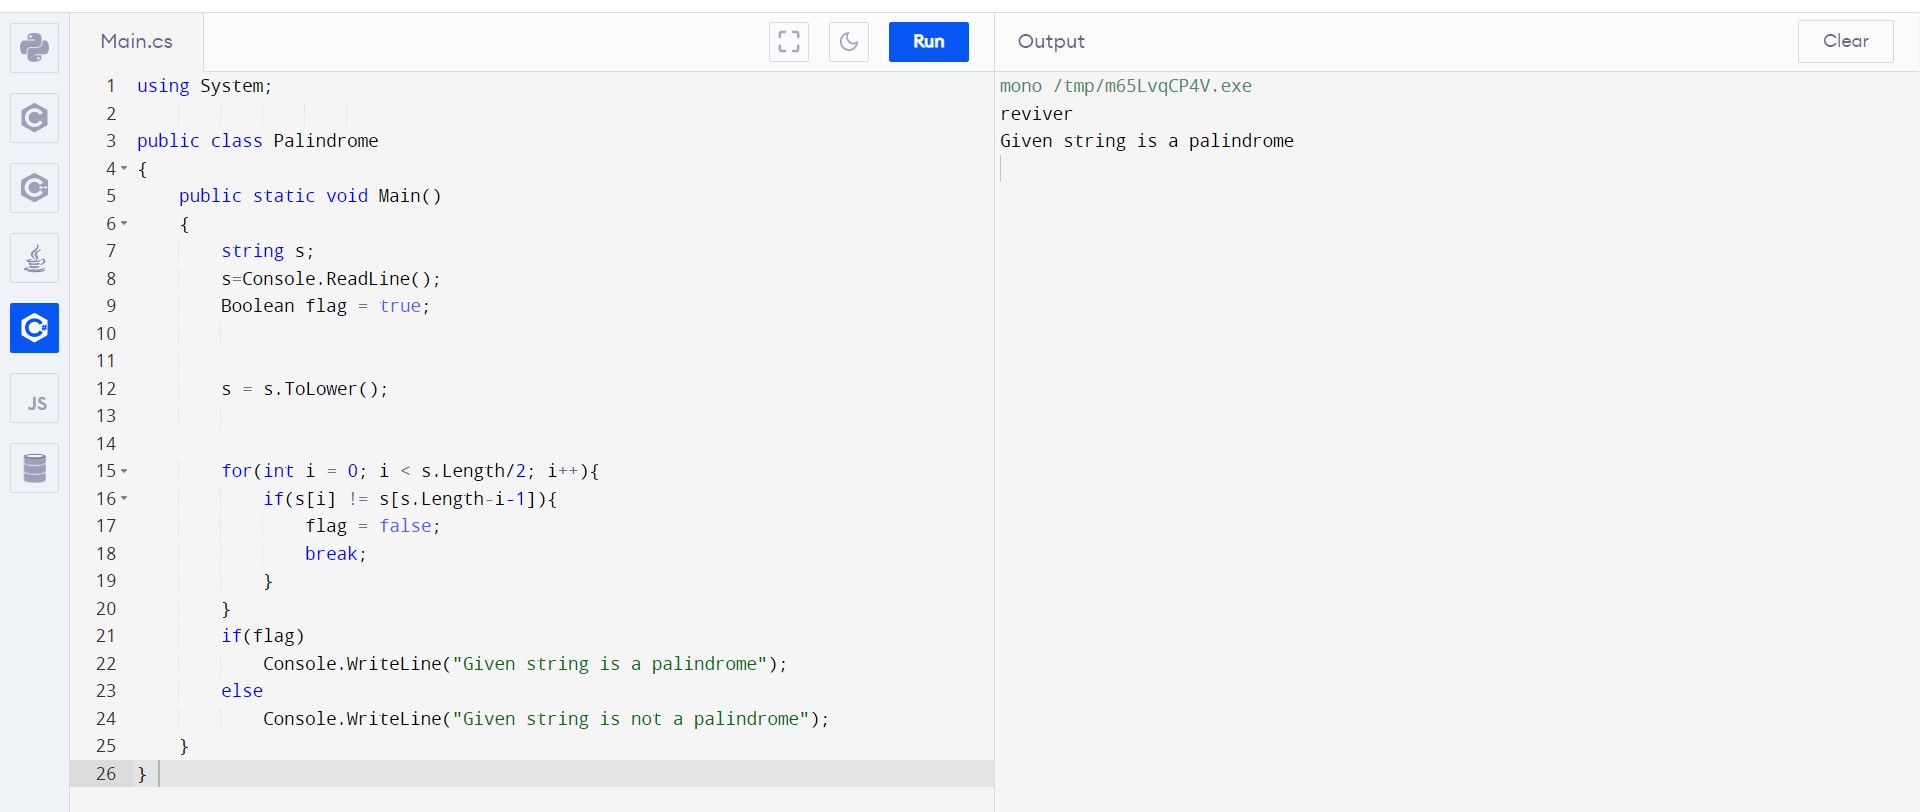 Main.cs
Run
Output
Clear
JS
1 using System;
2
3 public class Palindrome
4 {
5     public static void Main()
6     {
7         string s;
8         s=Console.ReadLine();
9         Boolean flag = true;
10
11
12         s = s.ToLower();
13
14
15         for(int i = 0; i < s.Length/2; i++){
16             if(s[i] != s[s.Length-i-1]){
17                 flag = false;
18                 break;
19             }
20         }
21         if(flag)
22             Console.WriteLine("Given string is a palindrome");
23         else
24             Console.WriteLine("Given string is not a palindrome");
25     }
26 }
mono /tmp/m65LvqCP4V.exe
reviver
Given string is a palindrome